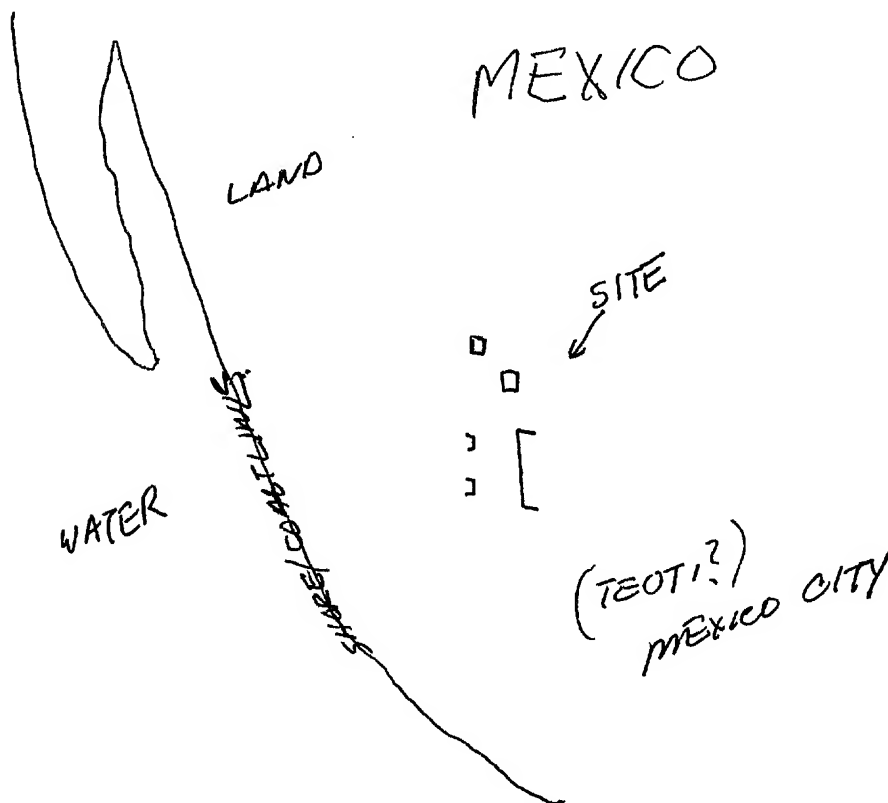 MEXICO
LAND
SITE
SHORE/COASTLINE
WATER
(TEOTI?)
MEXICO CITY